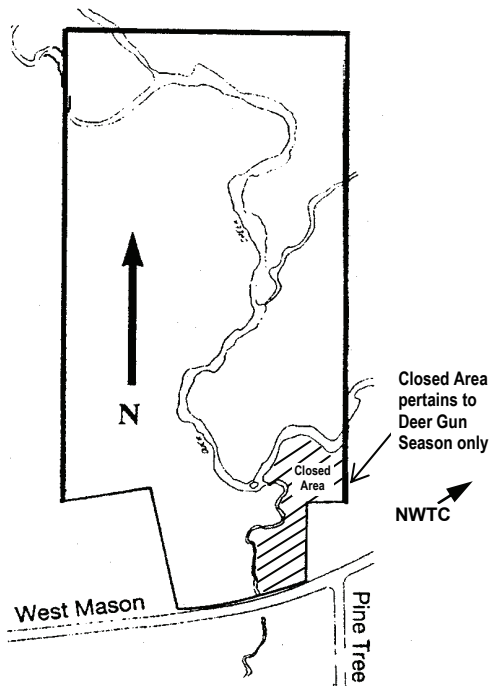 N
Closed Area
pertains to
Deer Gun
Season only
Closed
Area
NWTC
West Mason
Pine Tree